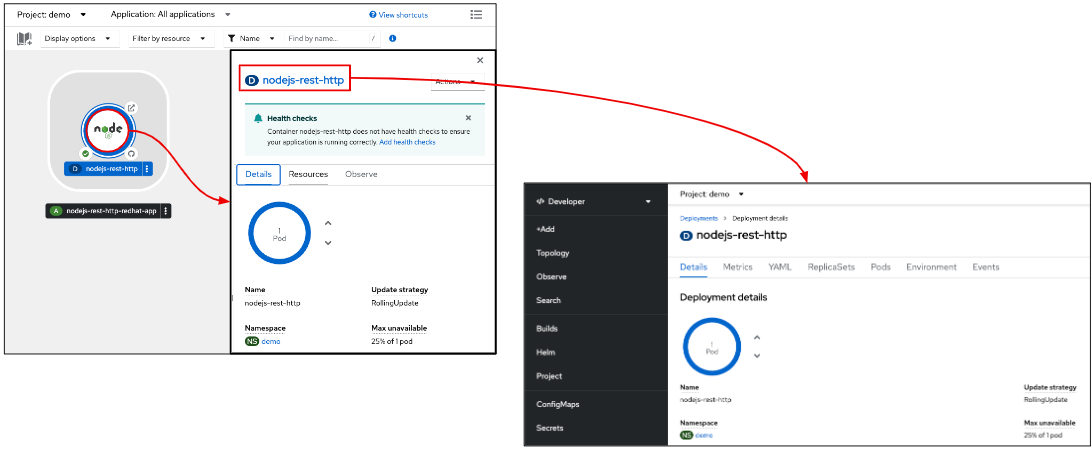 Project: demo
Application: All applications
View shortcuts
Display options
Filter by resource
Name
Find by name...
/
D nodejs-rest-http
Actions
Health checks
Container nodejs-rest-http does not have health checks to ensure
your application is running correctly. Add health checks
node
D nodejs-rest-http
A nodejs-rest-http-redhat-app
Details
Resources
Observe
1
Pod
Name
nodejs-rest-http
Update strategy
RollingUpdate
Namespace
NS demo
Max unavailable
25% of 1 pod
</> Developer
+Add
Topology
Observe
Search
Builds
Helm
Project
ConfigMaps
Secrets
Project: demo
Deployments > Deployment details
D nodejs-rest-http
Details
Metrics
YAML
ReplicaSets
Pods
Environment
Events
Deployment details
1
Pod
Name
nodejs-rest-http
Update strategy
RollingUpdate
Namespace
NS demo
Max unavailable
25% of 1 pod